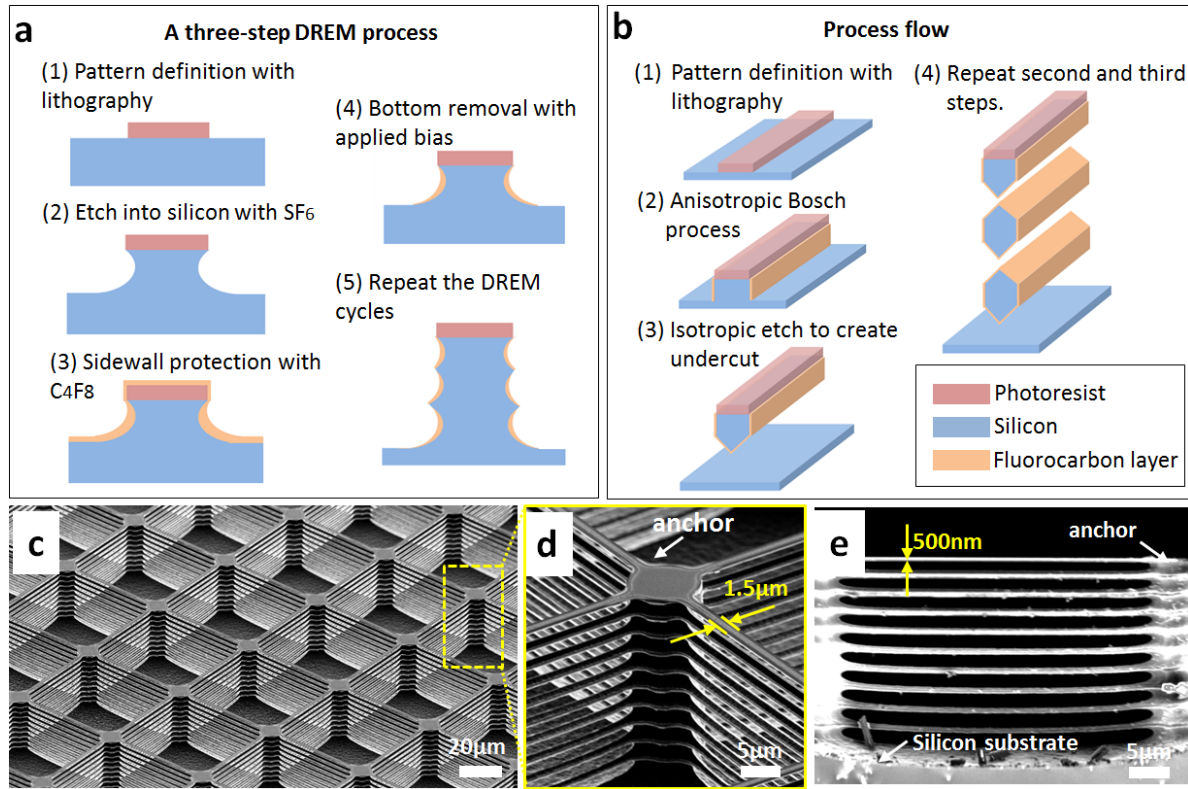 a
A three-step DREM process
(1) Pattern definition with
lithography
(2) Etch into silicon with SF6
(3) Sidewall protection with
C4F8
(4) Bottom removal with
applied bias
(5) Repeat the DREM
cycles
b
Process flow
(1) Pattern definition with
lithography
(2) Anisotropic Bosch
process
(3) Isotropic etch to create
undercut
(4) Repeat second and third
steps.
Photoresist
Silicon
Fluorocarbon layer
c
20μm
d
anchor
1.5μm
5μm
e
500nm
anchor
Silicon substrate
5μm